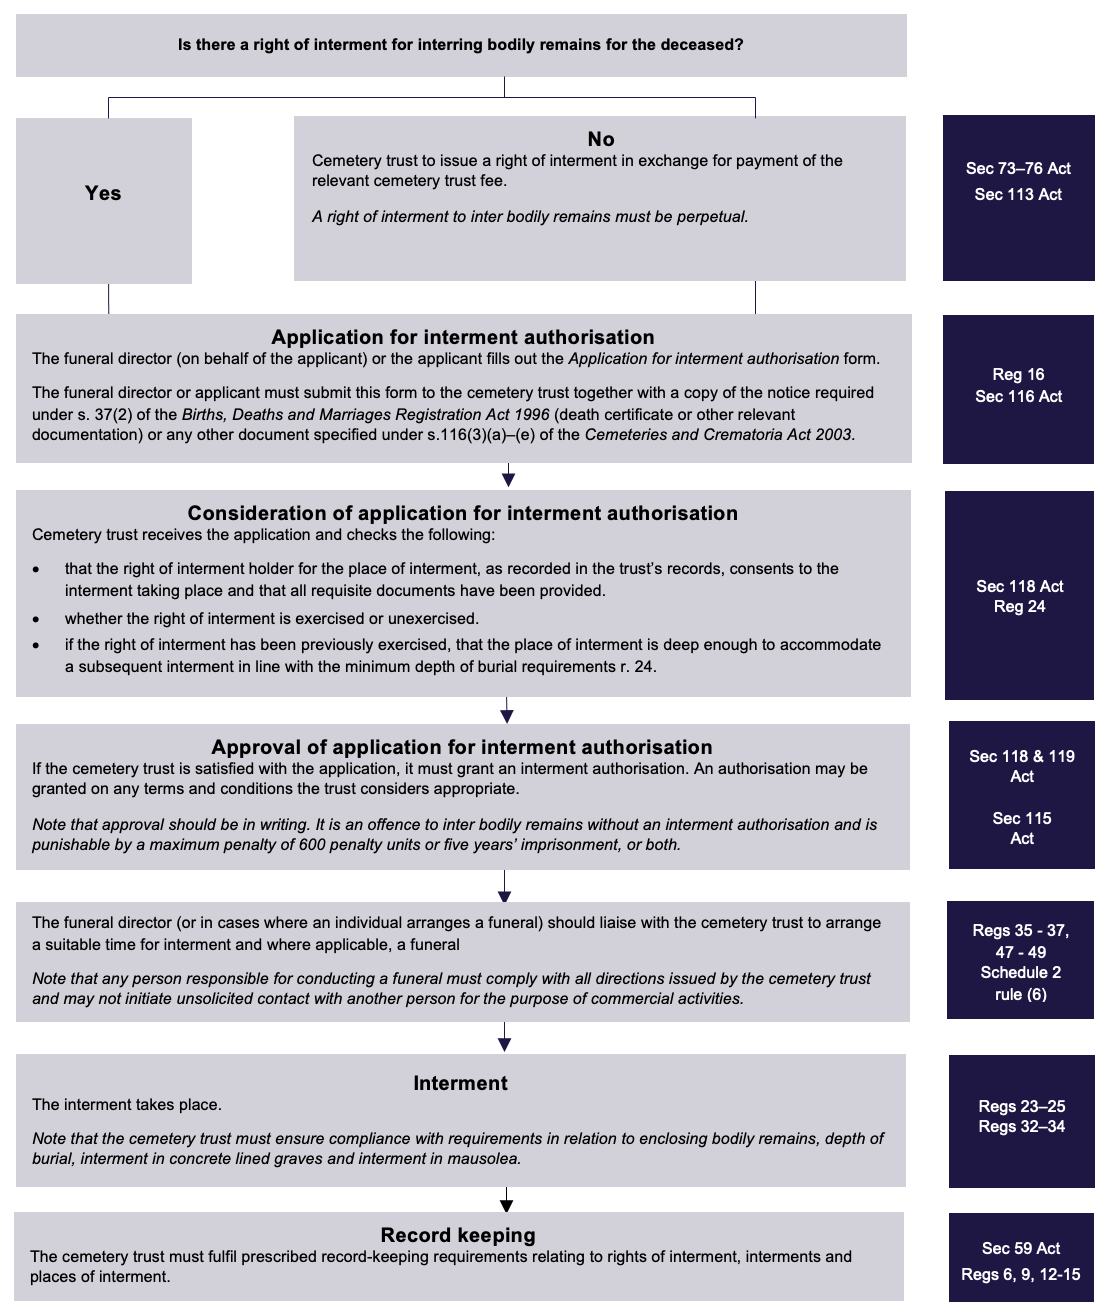 Is there a right of interment for interring bodily remains for the deceased?
Yes
No
Cemetery trust to issue a right of interment in exchange for payment of the
relevant cemetery trust fee.
A right of interment to inter bodily remains must be perpetual.
Sec 73–76 Act
Sec 113 Act
Application for interment authorisation
The funeral director (on behalf of the applicant) or the applicant fills out the Application for interment authorisation form.
The funeral director or applicant must submit this form to the cemetery trust together with a copy of the notice required
under s. 37(2) of the Births, Deaths and Marriages Registration Act 1996 (death certificate or other relevant
documentation) or any other document specified under s.116(3)(a)–(e) of the Cemeteries and Crematoria Act 2003.
Reg 16
Sec 116 Act
Consideration of application for interment authorisation
Cemetery trust receives the application and checks the following:
• that the right of interment holder for the place of interment, as recorded in the trust's records, consents to the
interment taking place and that all requisite documents have been provided.
• whether the right of interment is exercised or unexercised.
• if the right of interment has been previously exercised, that the place of interment is deep enough to accommodate
a subsequent interment in line with the minimum depth of burial requirements r. 24.
Sec 118 Act
Reg 24
Approval of application for interment authorisation
If the cemetery trust is satisfied with the application, it must grant an interment authorisation. An authorisation may be
granted on any terms and conditions the trust considers appropriate.
Note that approval should be in writing. It is an offence to inter bodily remains without an interment authorisation and is
punishable by a maximum penalty of 600 penalty units or five years' imprisonment, or both.
Sec 118 & 119
Act
Sec 115
Act
The funeral director (or in cases where an individual arranges a funeral) should liaise with the cemetery trust to arrange
a suitable time for interment and where applicable, a funeral
Note that any person responsible for conducting a funeral must comply with all directions issued by the cemetery trust
and may not initiate unsolicited contact with another person for the purpose of commercial activities.
Regs 35 - 37,
47 - 49
Schedule 2
rule (6)
Interment
The interment takes place.
Note that the cemetery trust must ensure compliance with requirements in relation to enclosing bodily remains, depth of
burial, interment in concrete lined graves and interment in mausolea.
Regs 23–25
Regs 32–34
Record keeping
The cemetery trust must fulfil prescribed record-keeping requirements relating to rights of interment, interments and
places of interment.
Sec 59 Act
Regs 6, 9, 12-15